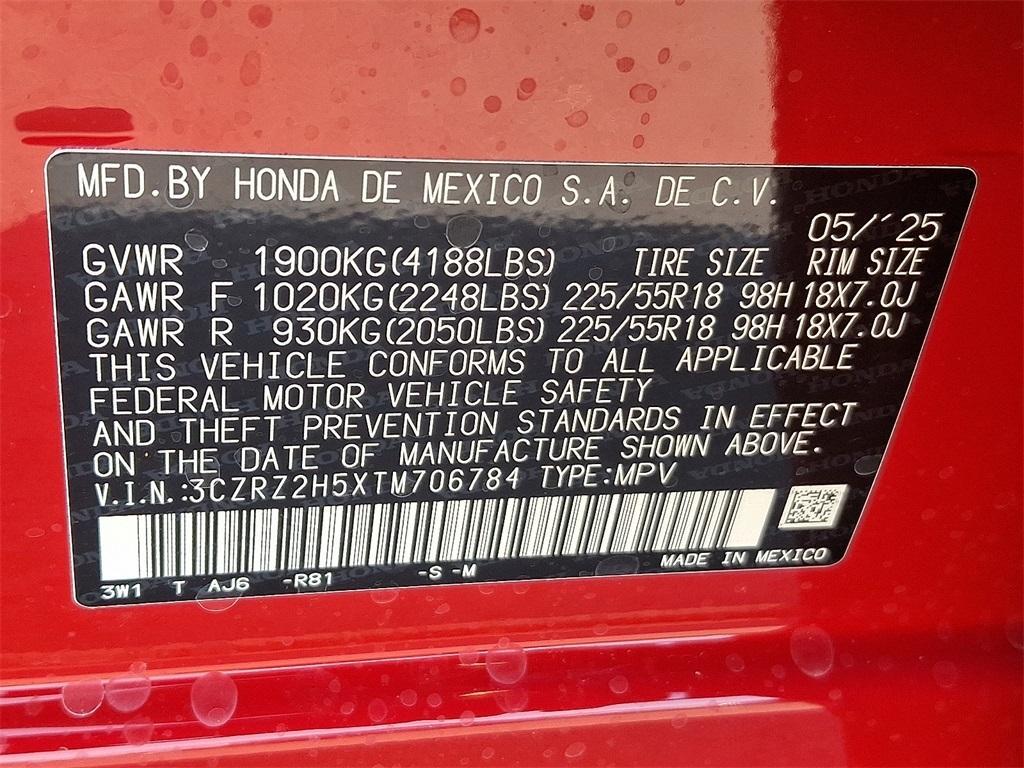 MFD.BY HONDA DE MEXICO S.A. DE C.V.
05/'25
GVWR 1900KG(4188LBS) TIRE SIZE RIM SIZE
GAWR F 1020KG(2248LBS) 225/55R18 98H 18X7.0J
GAWR R 930KG(2050LBS) 225/55R18 98H 18X7.0J
THIS VEHICLE CONFORMS TO ALL APPLICABLE
FEDERAL MOTOR VEHICLE SAFETY
AND THEFT PREVENTION STANDARDS IN EFFECT
ON THE DATE OF MANUFACTURE SHOWN ABOVE.
V.I.N.:3CZRZ2H5XTM706784 TYPE:MPV
MADE IN MEXICO
3W1 T AJ6 -R81 -S -M